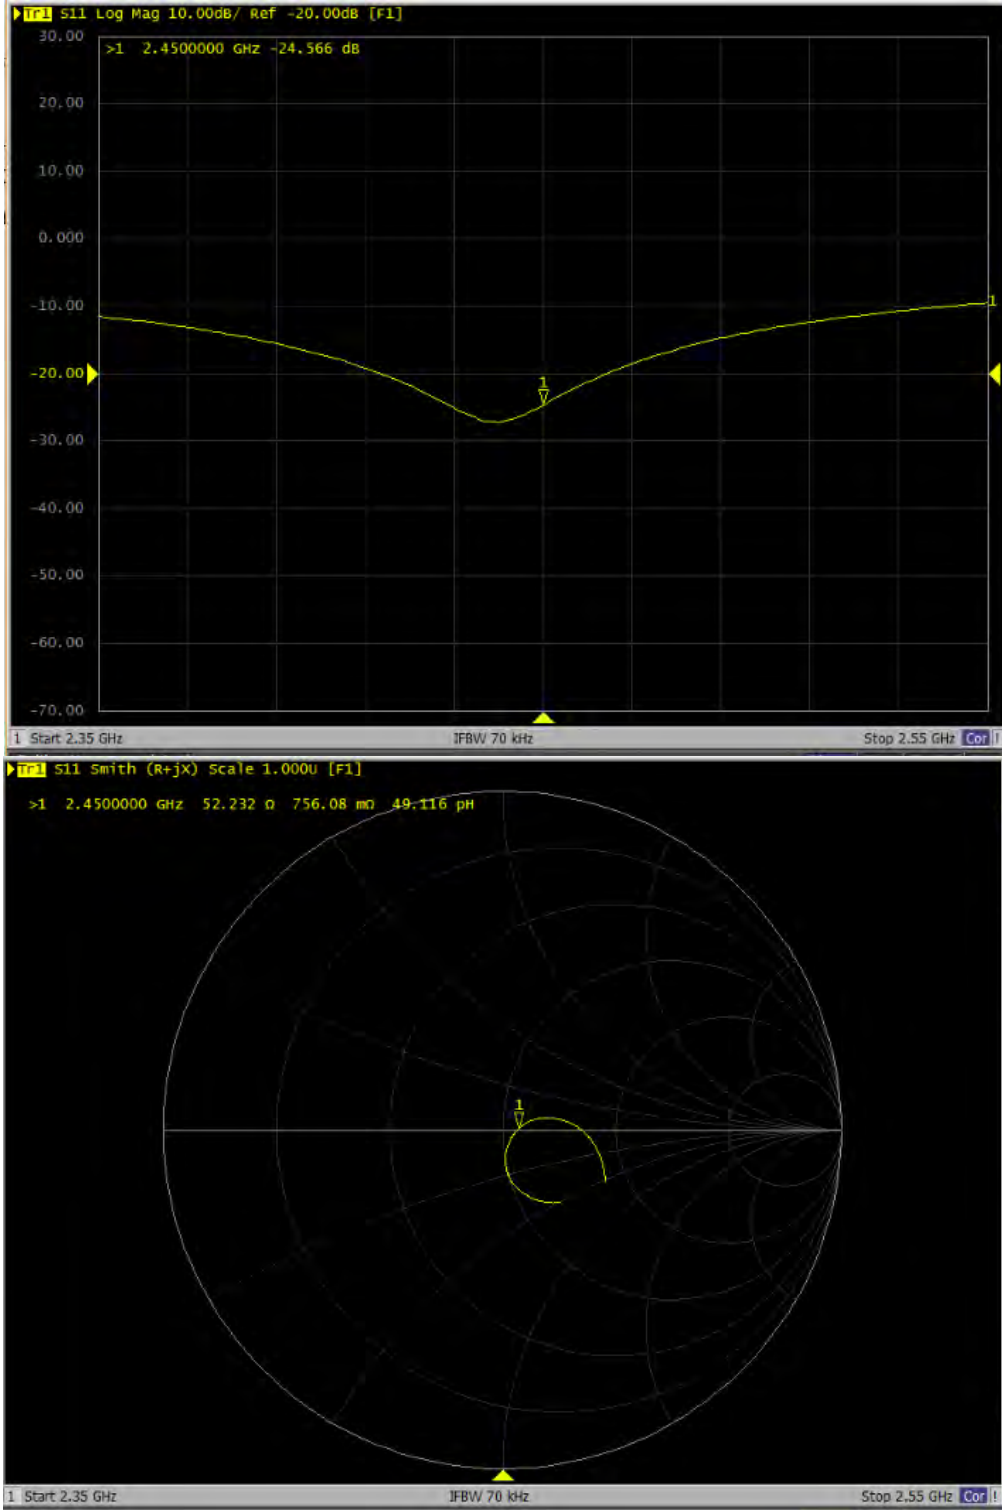 Tr1 S11 Log Mag 10.00dB/ Ref -20.00dB [F1]
30.00
>1 2.4500000 GHz -24.566 dB
20.00
10.00
0.000
-10.00
1
-20.00
1
-30.00
-40.00
-50.00
-60.00
-70.00
1 Start 2.35 GHz IFBW 70 kHz Stop 2.55 GHz Cor !
Tr1 S11 Smith (R+jX) Scale 1.000U [F1]
>1 2.4500000 GHz 52.232 Ω 756.08 mΩ 49.116 pH
1
1 Start 2.35 GHz IFBW 70 kHz Stop 2.55 GHz Cor !